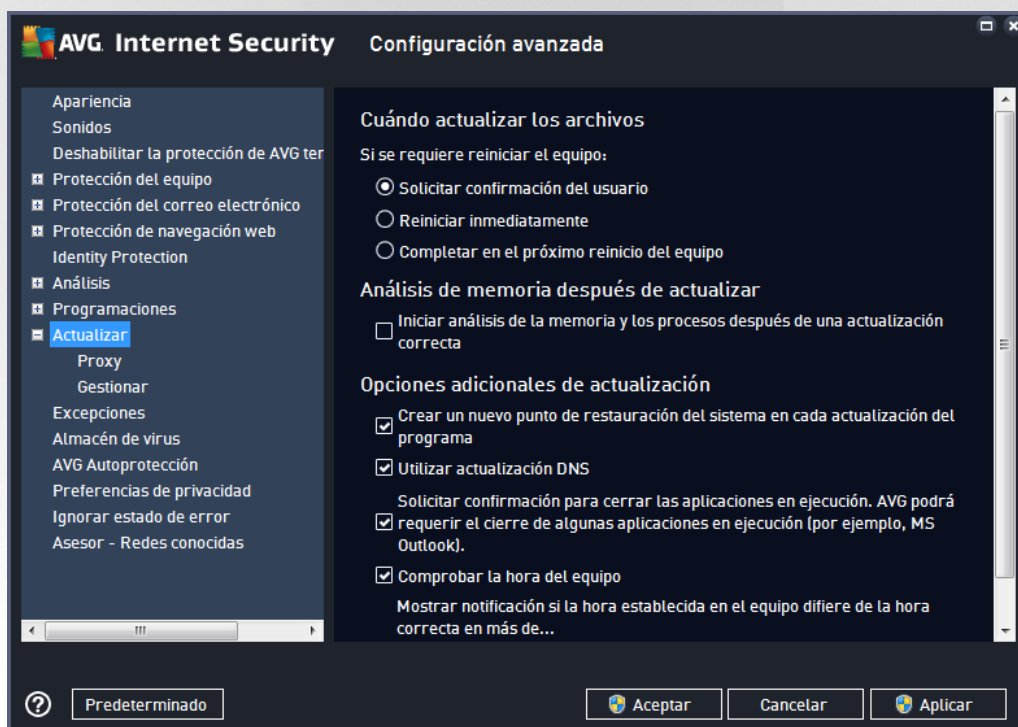 AVG. Internet Security
Configuración avanzada
Apariencia
Sonidos
Deshabilitar la protección de AVG ter
Protección del equipo
Protección del correo electrónico
Protección de navegación web
Identity Protection
Análisis
Programaciones
Actualizar
Proxy
Gestionar
Excepciones
Almacén de virus
AVG Autoprotección
Preferencias de privacidad
Ignorar estado de error
Asesor - Redes conocidas
Cuándo actualizar los archivos
Si se requiere reiniciar el equipo:
Solicitar confirmación del usuario
Reiniciar inmediatamente
Completar en el próximo reinicio del equipo
Análisis de memoria después de actualizar
Iniciar análisis de la memoria y los procesos después de una actualización
correcta
Opciones adicionales de actualización
Crear un nuevo punto de restauración del sistema en cada actualización del
programa
Utilizar actualización DNS
Solicitar confirmación para cerrar las aplicaciones en ejecución. AVG podrá
requerir el cierre de algunas aplicaciones en ejecución (por ejemplo, MS
Outlook).
Comprobar la hora del equipo
Mostrar notificación si la hora establecida en el equipo difiere de la hora
correcta en más de...
Predeterminado
Aceptar
Cancelar
Aplicar